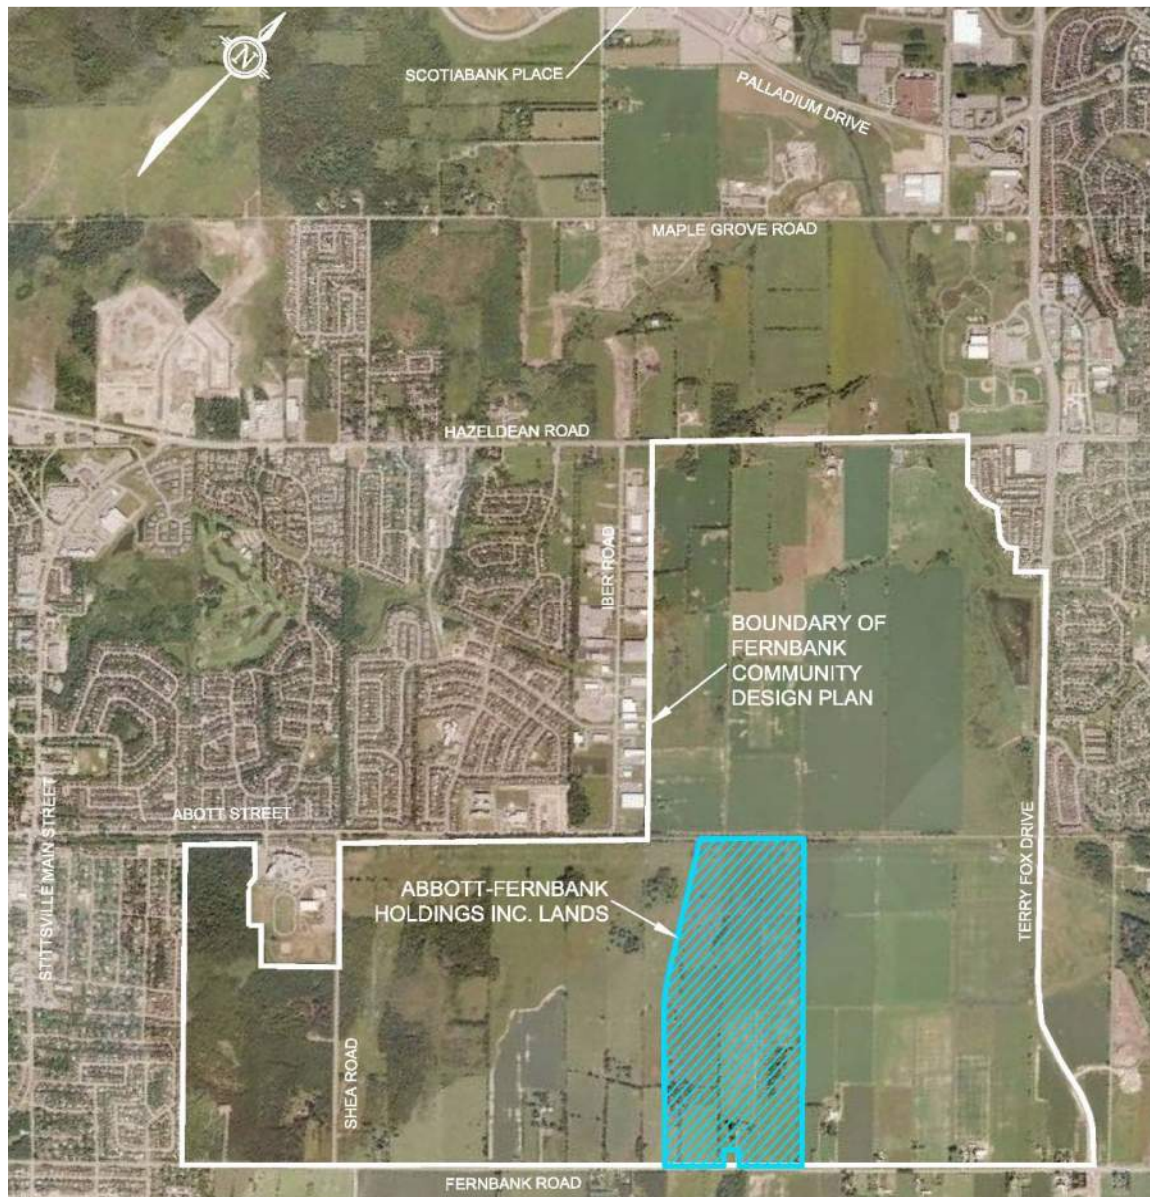 N
SCOTIABANK PLACE
PALLADIUM DRIVE
MAPLE GROVE ROAD
HAZELDEAN ROAD
IBER ROAD
BOUNDARY OF
FERNBANK
COMMUNITY
DESIGN PLAN
ABOTT STREET
STITTSVILLE MAIN STREET
ABBOTT-FERNBANK
HOLDINGS INC. LANDS
TERRY FOX DRIVE
SHEA ROAD
FERNBANK ROAD